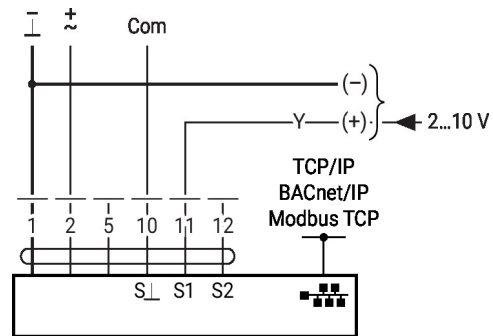 ⊥ – + ~ Com
(–)
Y (+) 2...10 V
TCP/IP
BACnet/IP
Modbus TCP
1 2 5 10 11 12
S⊥ S1 S2